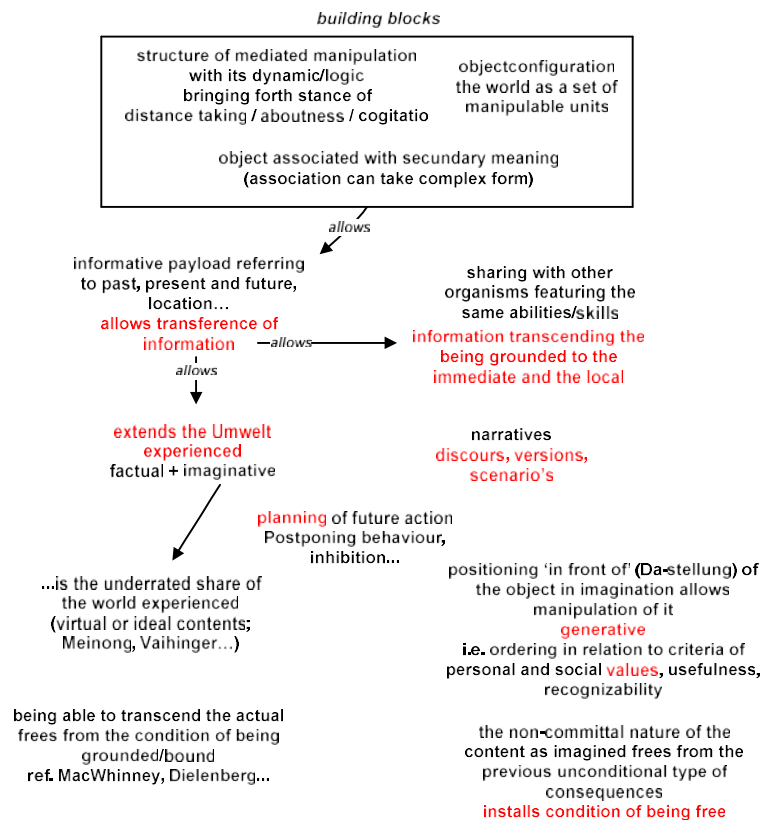 building blocks
structure of mediated manipulation
with its dynamic/logic
bringing forth stance of
distance taking / aboutness / cogitatio
objectconfiguration
the world as a set of
manipulable units
object associated with secundary meaning
(association can take complex form)
allows
informative payload referring
to past, present and future,
location...
allows transference of
information
allows
allows
sharing with other
organisms featuring the
same abilities/skills
information transcending the
being grounded to the
immediate and the local
extends the Umwelt
experienced
factual + imaginative
narratives
discours, versions,
scenario's
planning of future action
Postponing behaviour,
inhibition...
...is the underrated share of
the world experienced
(virtual or ideal contents;
Meinong, Vaihinger...)
positioning 'in front of' (Da-stellung) of
the object in imagination allows
manipulation of it
generative
i.e. ordering in relation to criteria of
personal and social values, usefulness,
recognizability
being able to transcend the actual
frees from the condition of being
grounded/bound
ref. MacWhinney, Dielenberg...
the non-committal nature of the
content as imagined frees from the
previous unconditional type of
consequences
installs condition of being free